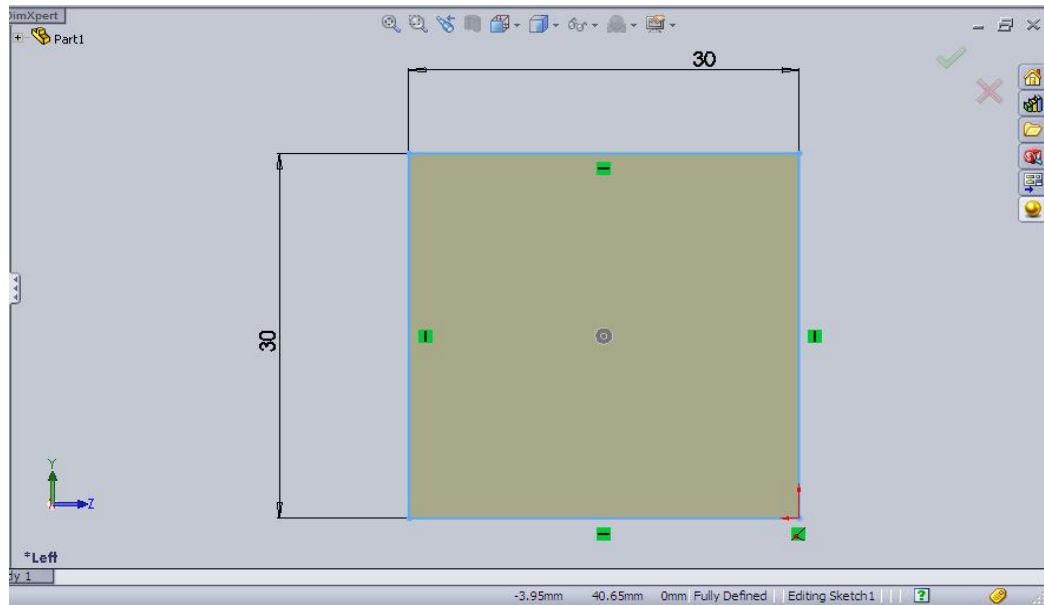 DimXpert
Part1
30
30
Y
Z
*Left
dy 1
-3.95mm 40.65mm 0mm Fully Defined Editing Sketch1